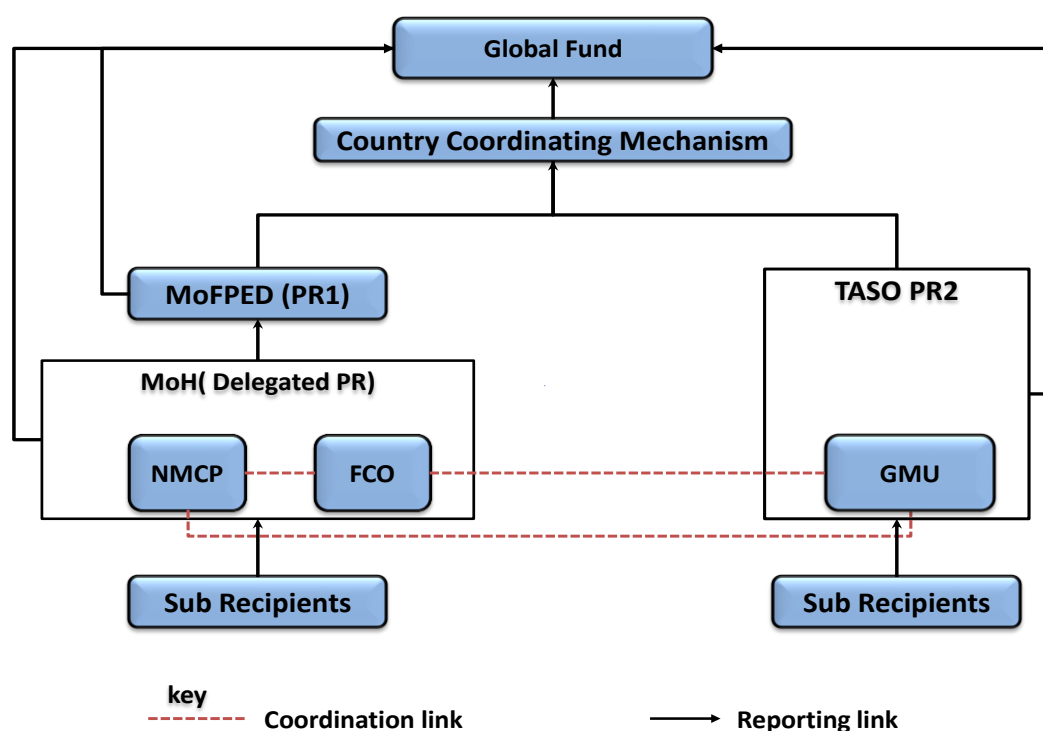 Global Fund
Country Coordinating Mechanism
MoFPED (PR1)
TASO PR2
MoH( Delegated PR)
NMCP
FCO
GMU
Sub Recipients
Sub Recipients
key
Coordination link
Reporting link